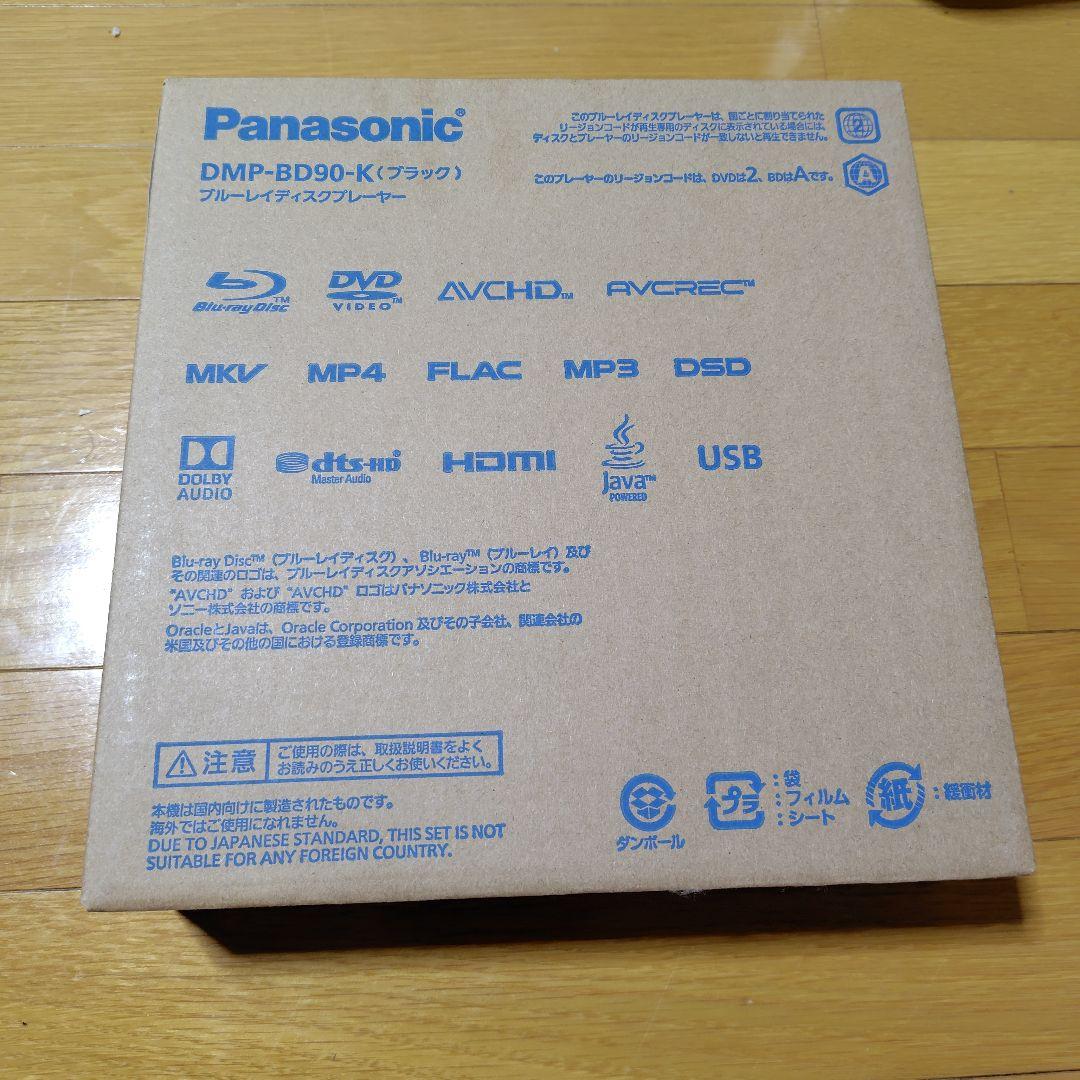 Panasonic®
DMP-BD90-K(ブラック)
ブルーレイディスクプレーヤー
このブルーレイディスクプレーヤーは、国ごとに割り当てられた
リージョンコードが再生専用のディスクに表示されている場合には、
ディスクとプレーヤーのリージョンコードが一致しないと再生できません。
2
このプレーヤーのリージョンコードは、DVDは2、BDはAです。
A
Blu-ray Disc™
DVD VIDEO™
AVCHD™
AVCREC™
MKV
MP4
FLAC
MP3
DSD
DOLBY AUDIO
dts-HD Master Audio
HDMI
Java™ POWERED
USB
Blu-ray Disc™ (ブルーレイディスク) 、Blu-ray™ (ブルーレイ) 及び
その関連のロゴは、ブルーレイディスクアソシエーションの商標です。
"AVCHD" および "AVCHD" ロゴはパナソニック株式会社と
ソニー株式会社の商標です。
OracleとJavaは、Oracle Corporation 及びその子会社、関連会社の
米国及びその他の国における登録商標です。
注意
ご使用の際は、取扱説明書をよく
お読みのうえ正しくお使いください。
本機は国内向けに製造されたものです。
海外ではご使用になれません。
DUE TO JAPANESE STANDARD, THIS SET IS NOT
SUITABLE FOR ANY FOREIGN COUNTRY.
ダンボール
プラ
:袋
:フィルム
:シート
紙
:緩衝材